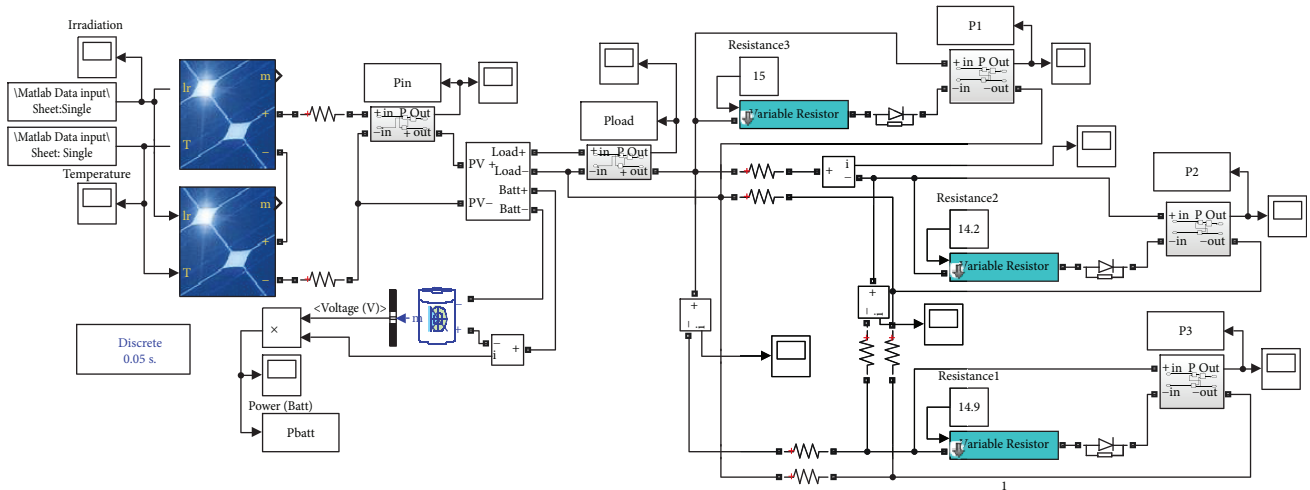 Irradiation
\Matlab Data input\
Sheet:Single
\Matlab Data input\
Sheet: Single
Temperature
Ir
T
m
+
−
Ir
T
m
+
−
Pin
+in P Out
−in + out
PV +
PV−
Load+
Load−
Batt+
Batt−
Pload
+in P Out
−in + out
<Voltage (V)>
m
−
+
−
i
+
×
Discrete
0.05 s.
Power (Batt)
Pbatt
Resistance3
15
Variable Resistor
P1
+ in P Out
−in −out
+
i
−
P2
Resistance2
14.2
Variable Resistor
+ in P Out
−in −out
+
−
i
+
−
i
P3
Resistance1
14.9
Variable Resistor
+ in P Out
−in −out
1